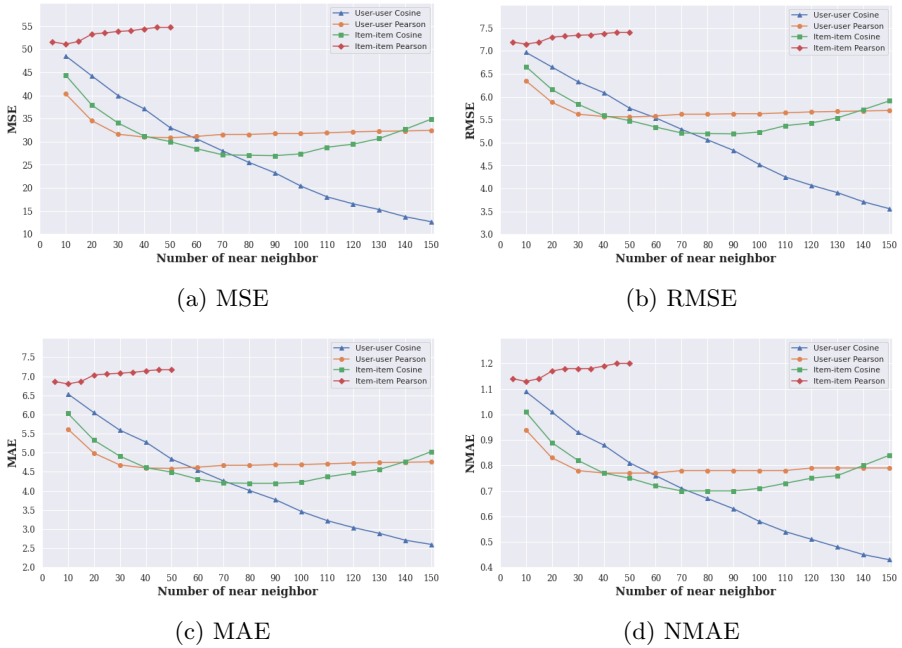 55
50
45
40
35
30
25
20
15
10
MSE
0 10 20 30 40 50 60 70 80 90 100 110 120 130 140 150
Number of near neighbor
User-user Cosine
User-user Pearson
Item-item Cosine
Item-item Pearson
(a) MSE
7.5
7.0
6.5
6.0
5.5
5.0
4.5
4.0
3.5
3.0
RMSE
0 10 20 30 40 50 60 70 80 90 100 110 120 130 140 150
Number of near neighbor
User-user Cosine
User-user Pearson
Item-item Cosine
Item-item Pearson
(b) RMSE
7.5
7.0
6.5
6.0
5.5
5.0
4.5
4.0
3.5
3.0
2.5
2.0
MAE
0 10 20 30 40 50 60 70 80 90 100 110 120 130 140 150
Number of near neighbor
User-user Cosine
User-user Pearson
Item-item Cosine
Item-item Pearson
(c) MAE
1.2
1.1
1.0
0.9
0.8
0.7
0.6
0.5
0.4
NMAE
0 10 20 30 40 50 60 70 80 90 100 110 120 130 140 150
Number of near neighbor
User-user Cosine
User-user Pearson
Item-item Cosine
Item-item Pearson
(d) NMAE